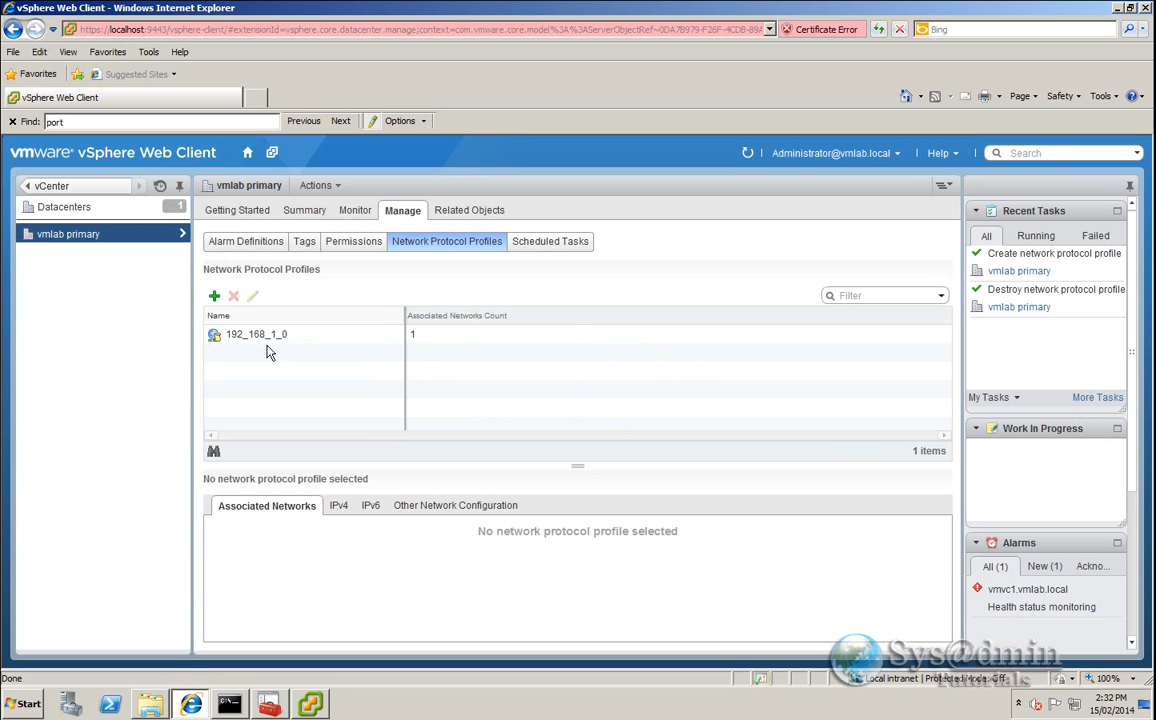 vSphere Web Client - Windows Internet Explorer
https://localhost:9443/vsphere-client/#extensionId=vsphere.core.datacenter.manage;context=com.vmware.core.model%3A%3AServerObjectRef~0DA7B979-F26F-4CDB-89A
Certificate Error
Bing
File Edit View Favorites Tools Help
Favorites Suggested Sites
vSphere Web Client
Page Safety Tools
Find: port Previous Next Options
vmware vSphere Web Client
Administrator@vmlab.local Help Search
vCenter
Datacenters 1
vmlab primary
vmlab primary Actions
Getting Started Summary Monitor Manage Related Objects
Alarm Definitions Tags Permissions Network Protocol Profiles Scheduled Tasks
Network Protocol Profiles
Filter
Name Associated Networks Count
192_168_1_0 1
1 items
No network protocol profile selected
Associated Networks IPv4 IPv6 Other Network Configuration
No network protocol profile selected
Recent Tasks
All Running Failed
Create network protocol profile
vmlab primary
Destroy network protocol profile
vmlab primary
My Tasks More Tasks
Work In Progress
Alarms
All (1) New (1) Ackno...
vmvc1.vmlab.local
Health status monitoring
Sys@dmin
Tutorials
Done
Local intranet | Protected Mode: Off
100%
Start
2:32 PM
15/02/2014